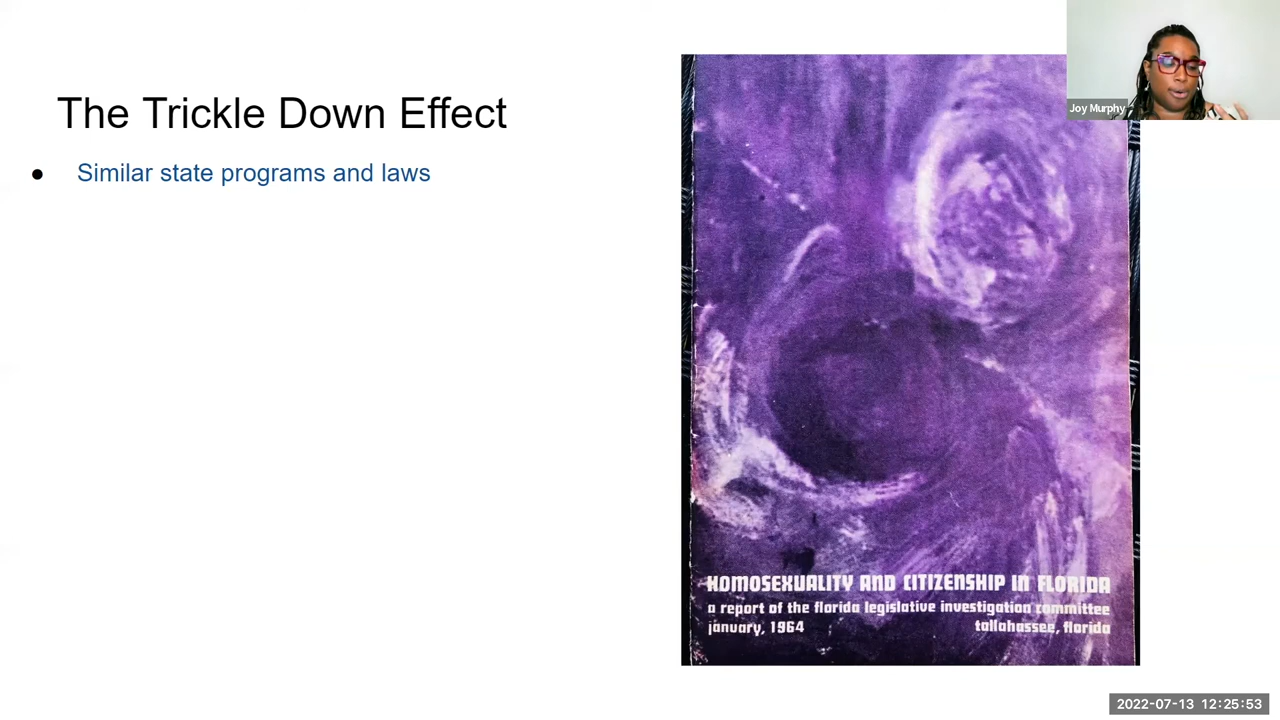 The Trickle Down Effect
● Similar state programs and laws
Joy Murphy
HOMOSEXUALITY AND CITIZENSHIP IN FLORIDA
a report of the florida legislative investigation committee
january, 1964 tallahassee, florida
2022-07-13 12:25:53